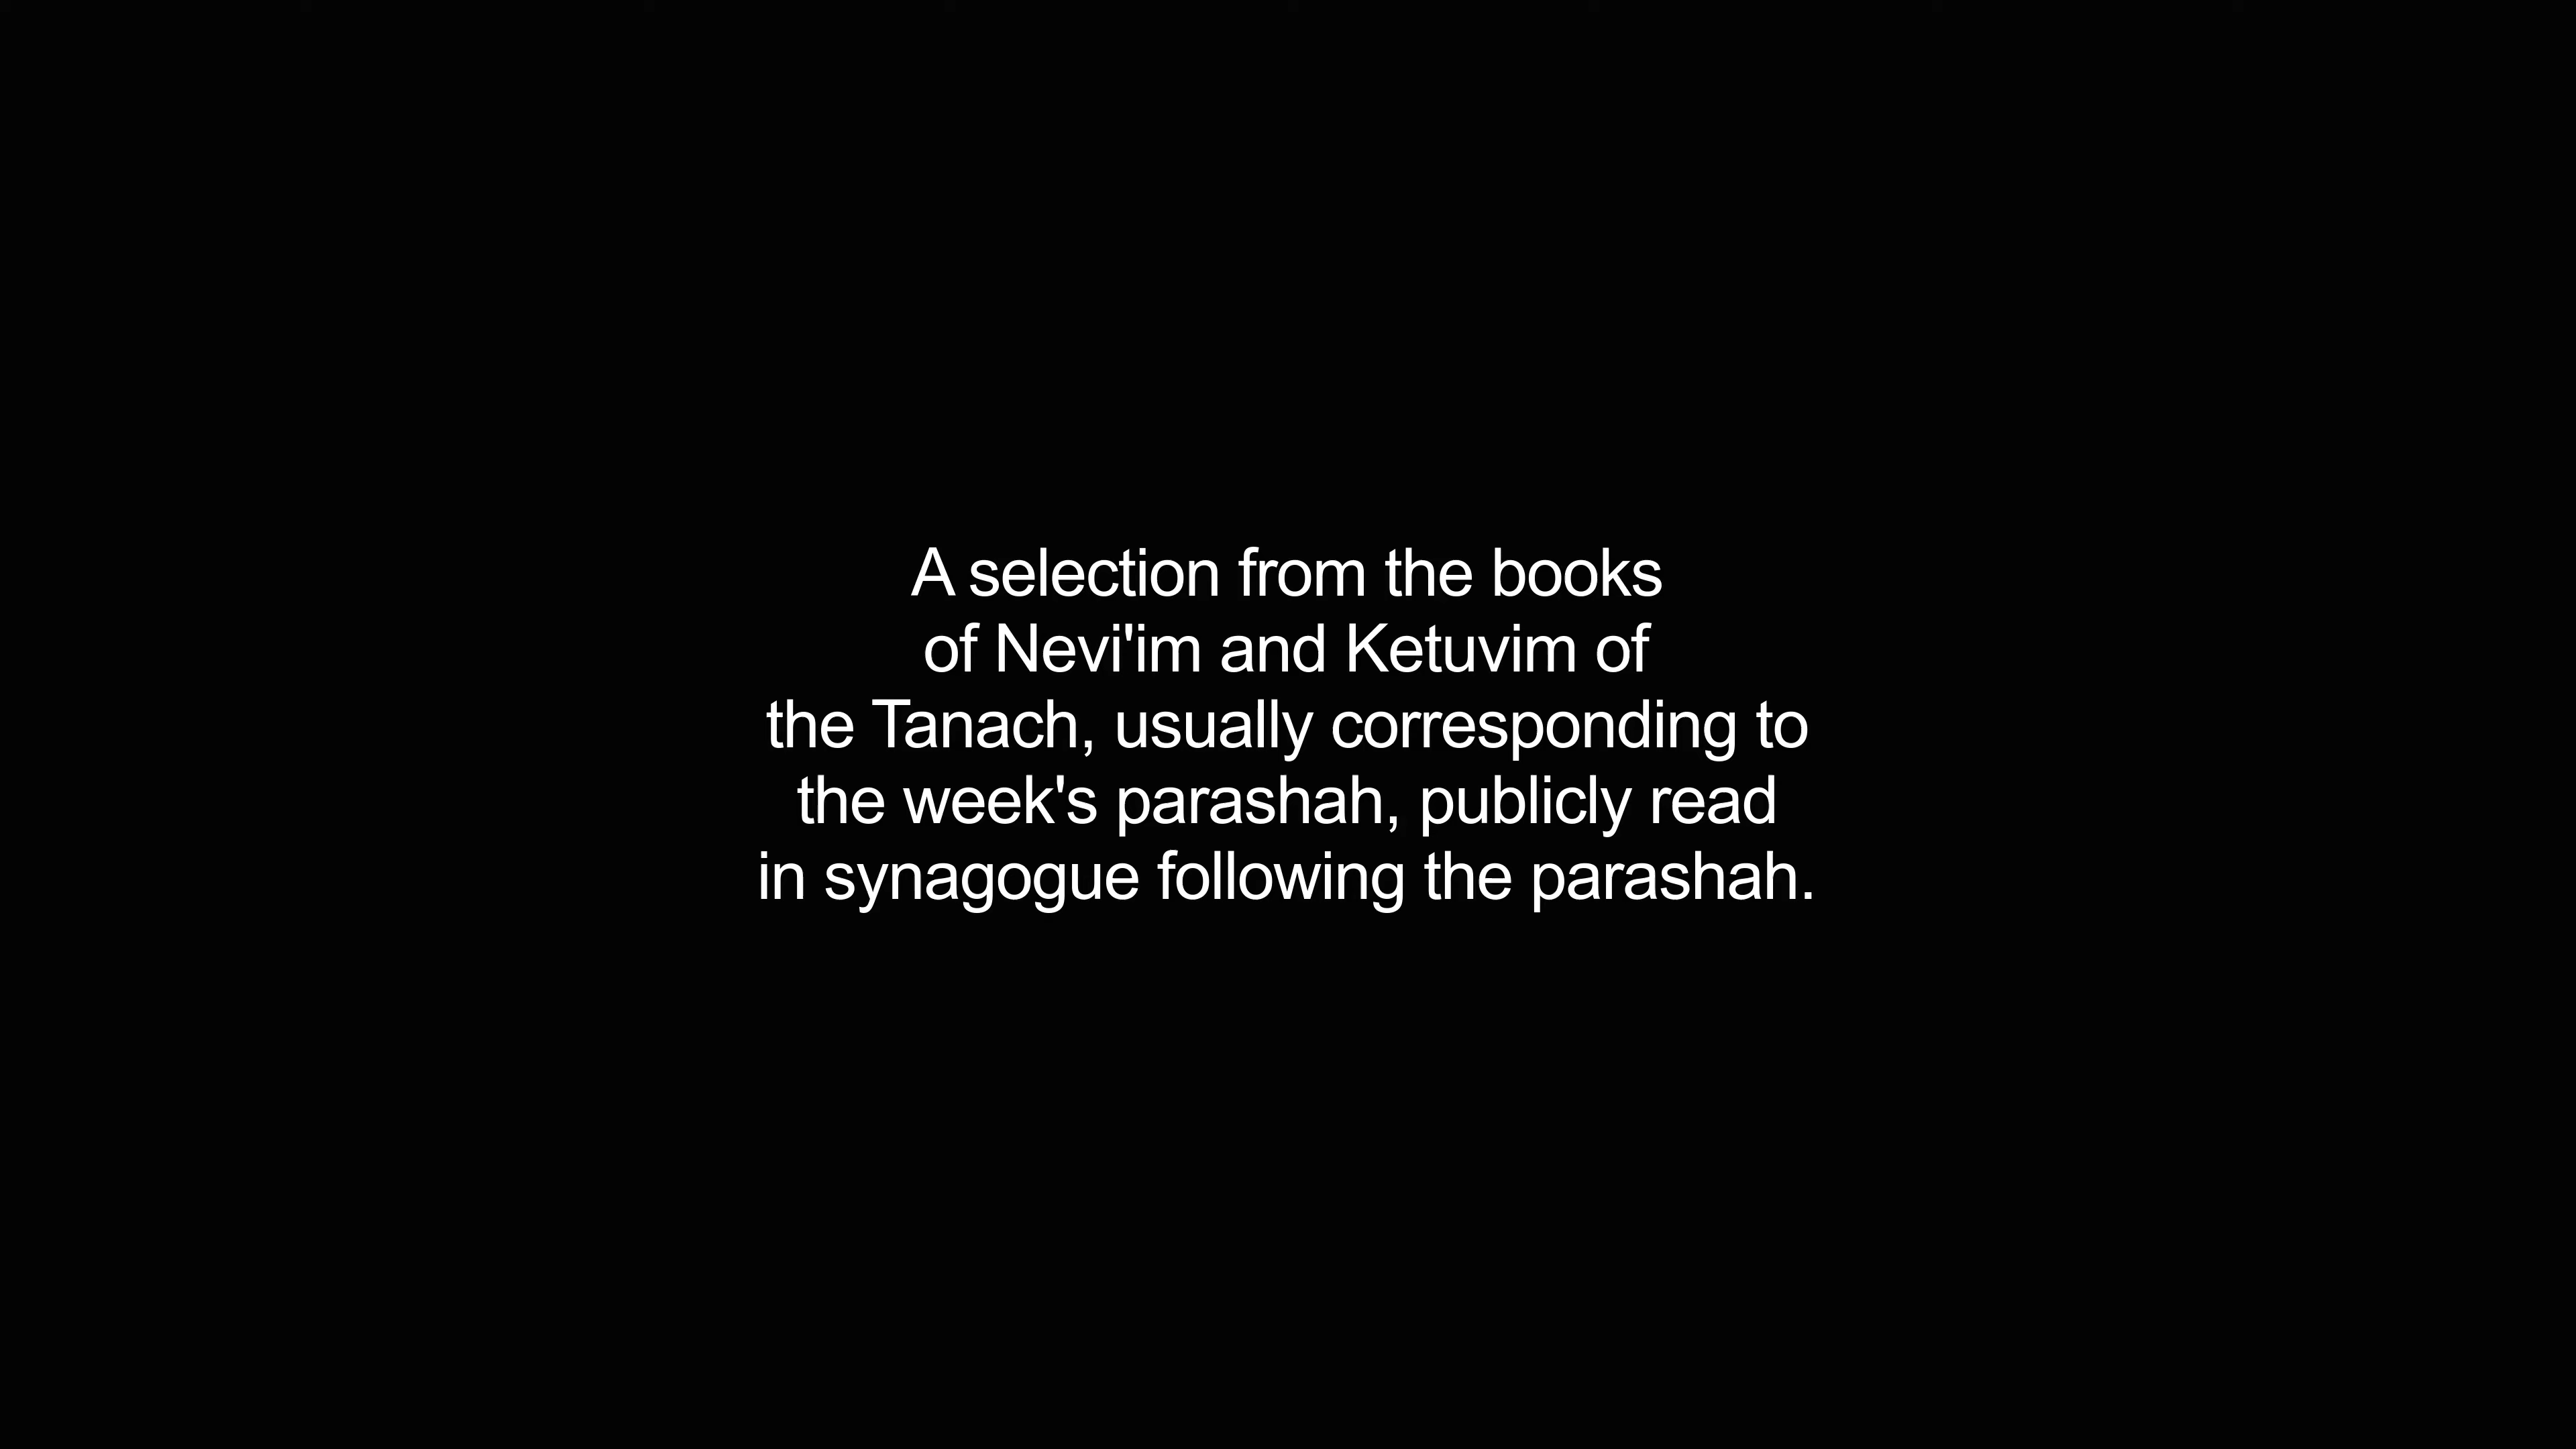 A selection from the books
of Nevi'im and Ketuvim of
the Tanach, usually corresponding to
the week's parashah, publicly read
in synagogue following the parashah.